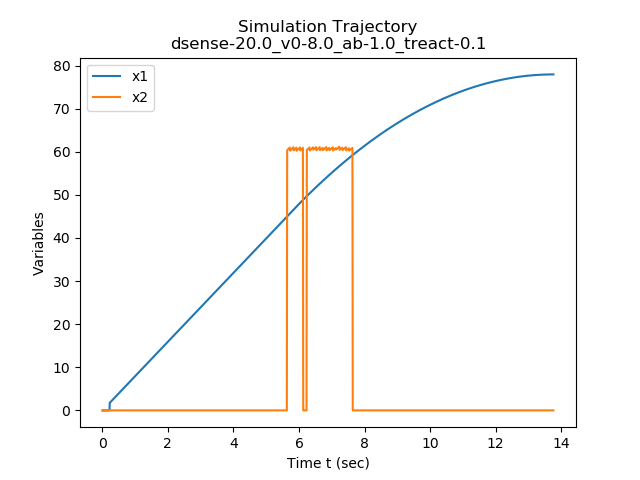 Simulation Trajectory
dsense-20.0_v0-8.0_ab-1.0_treact-0.1
x1
x2
80
70
60
50
40
30
20
10
0
Variables
0 2 4 6 8 10 12 14
Time t (sec)